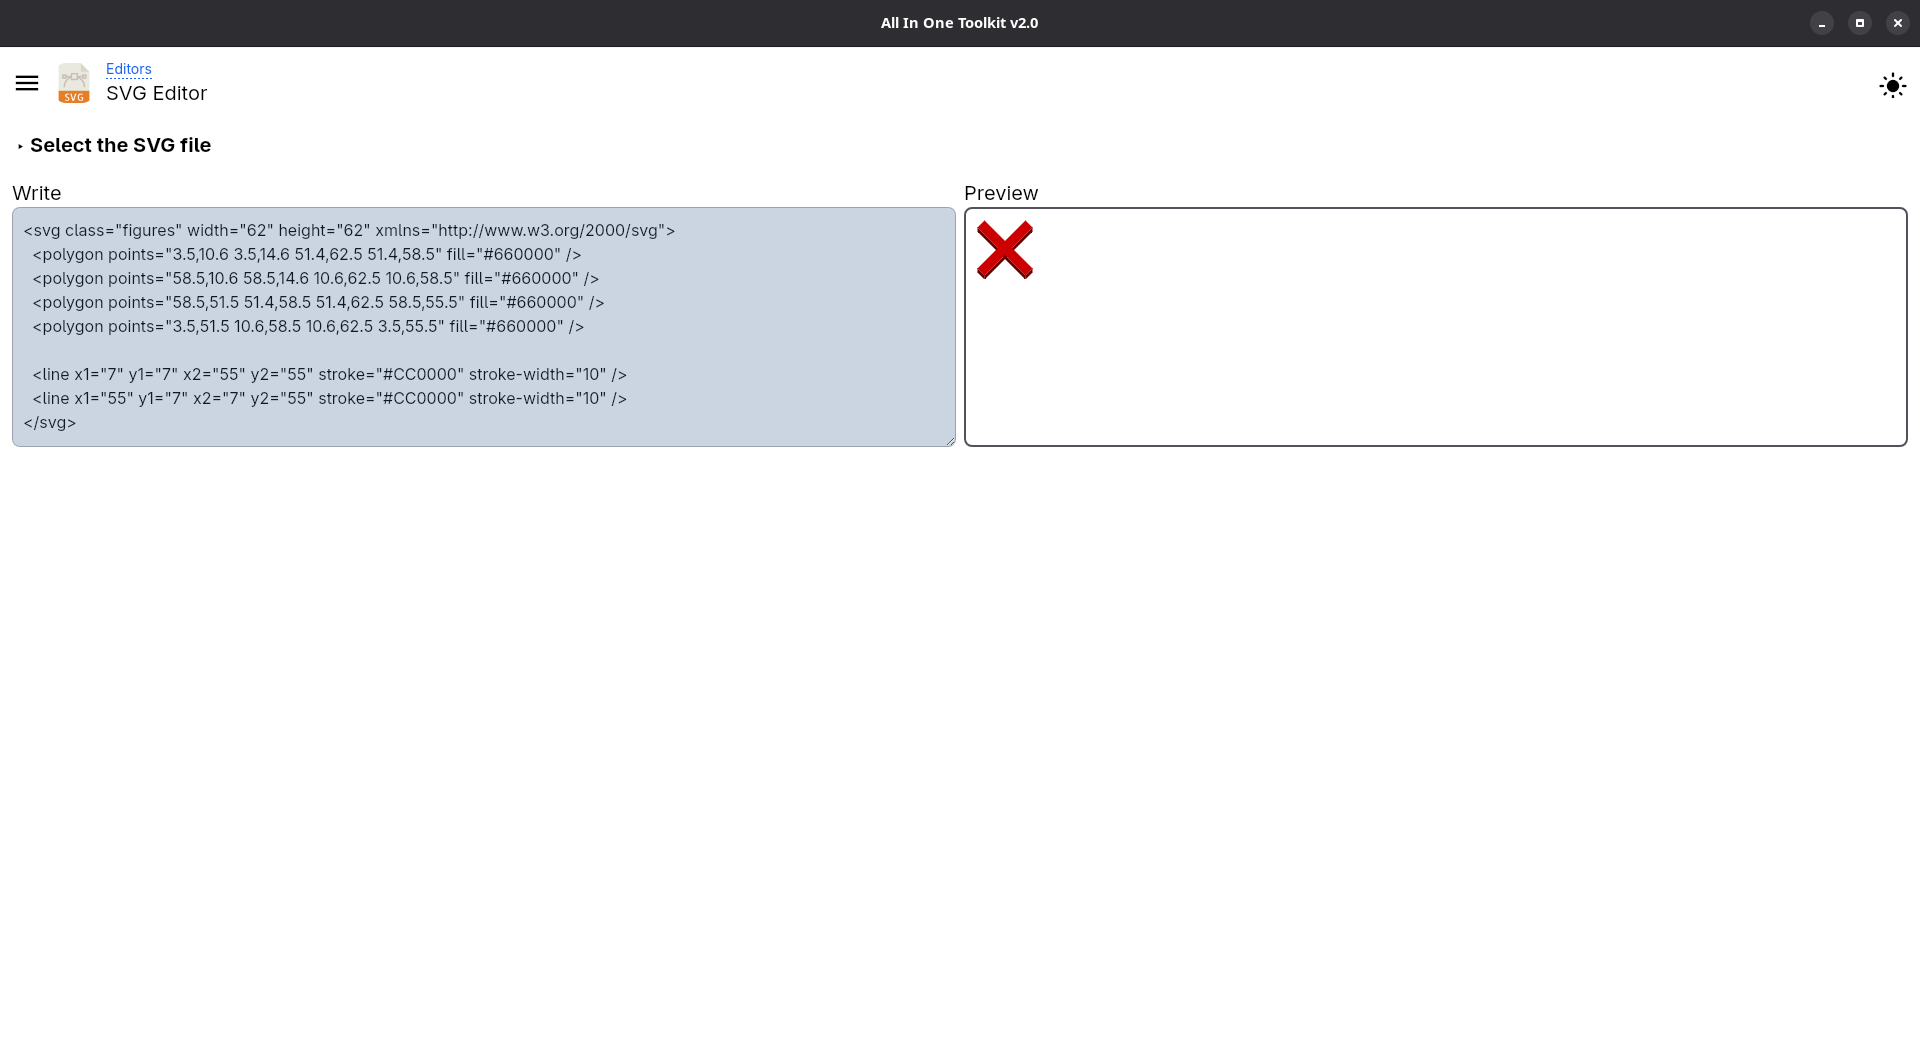 All In One Toolkit v2.0
Editors
SVG
SVG Editor
Select the SVG file
Write
Preview
<svg class="figures" width="62" height="62" xmlns="http://www.w3.org/2000/svg">
  <polygon points="3.5,10.6 3.5,14.6 51.4,62.5 51.4,58.5" fill="#660000" />
  <polygon points="58.5,10.6 58.5,14.6 10.6,62.5 10.6,58.5" fill="#660000" />
  <polygon points="58.5,51.5 51.4,58.5 51.4,62.5 58.5,55.5" fill="#660000" />
  <polygon points="3.5,51.5 10.6,58.5 10.6,62.5 3.5,55.5" fill="#660000" />
  <line x1="7" y1="7" x2="55" y2="55" stroke="#CC0000" stroke-width="10" />
  <line x1="55" y1="7" x2="7" y2="55" stroke="#CC0000" stroke-width="10" />
</svg>